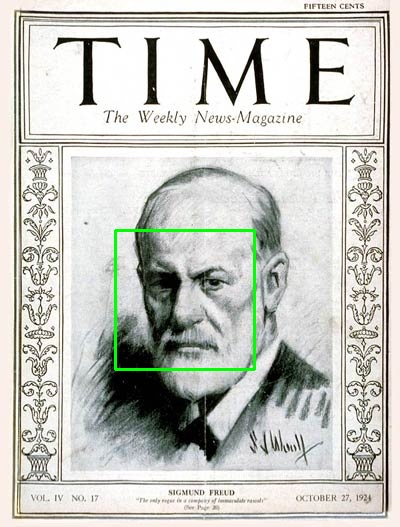 FIFTEEN CENTS
TIME
The Weekly News-Magazine
SIGMUND FREUD
VOL. IV NO. 17
"The only rogue in a company of immaculate rascals"
OCTOBER 27, 1924
(See Page 20)